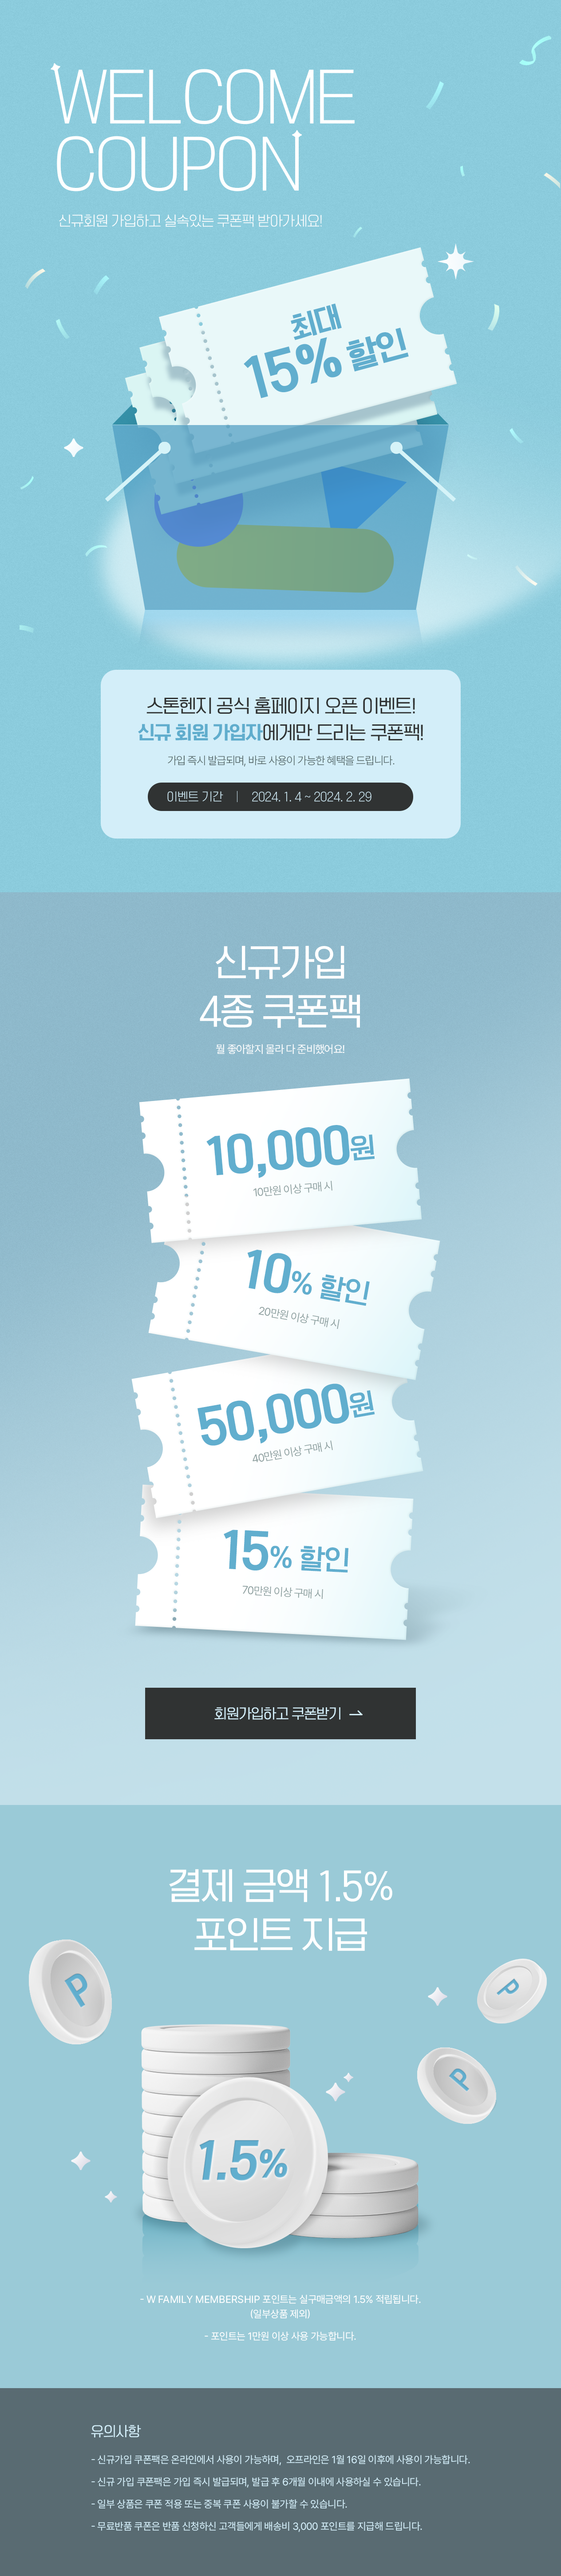 WELCOME
COUPON
신규회원 가입하고 실속있는 쿠폰팩 받아가세요!
최대
15% 할인
스톤헨지 공식 홈페이지 오픈 이벤트!
신규 회원 가입자에게만 드리는 쿠폰팩!
가입 즉시 발급되며, 바로 사용이 가능한 혜택을 드립니다.
이벤트 기간 | 2024. 1. 4 ~ 2024. 2. 29
신규가입
4종 쿠폰팩
뭘 좋아할지 몰라 다 준비했어요!
10,000원
10만원 이상 구매 시
10% 할인
20만원 이상 구매 시
50,000원
40만원 이상 구매 시
15% 할인
70만원 이상 구매 시
회원가입하고 쿠폰받기 →
결제 금액 1.5%
포인트 지급
P
P
P
1.5%
- W FAMILY MEMBERSHIP 포인트는 실구매금액의 1.5% 적립됩니다.
(일부상품 제외)
- 포인트는 1만원 이상 사용 가능합니다.
유의사항
- 신규가입 쿠폰팩은 온라인에서 사용이 가능하며, 오프라인은 1월 16일 이후에 사용이 가능합니다.
- 신규 가입 쿠폰팩은 가입 즉시 발급되며, 발급 후 6개월 이내에 사용하실 수 있습니다.
- 일부 상품은 쿠폰 적용 또는 중복 쿠폰 사용이 불가할 수 있습니다.
- 무료반품 쿠폰은 반품 신청하신 고객들에게 배송비 3,000 포인트를 지급해 드립니다.